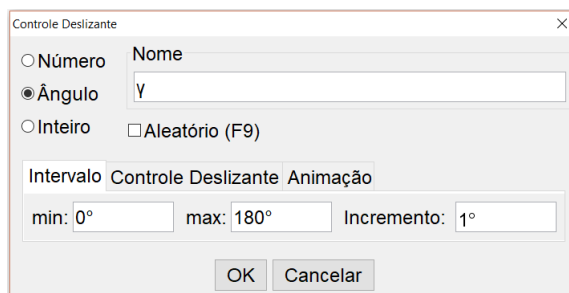 Controle Deslizante
Número
Nome
Ângulo
γ
Inteiro
Aleatório (F9)
Intervalo Controle Deslizante Animação
min: 0° max: 180° Incremento: 1°
OK Cancelar